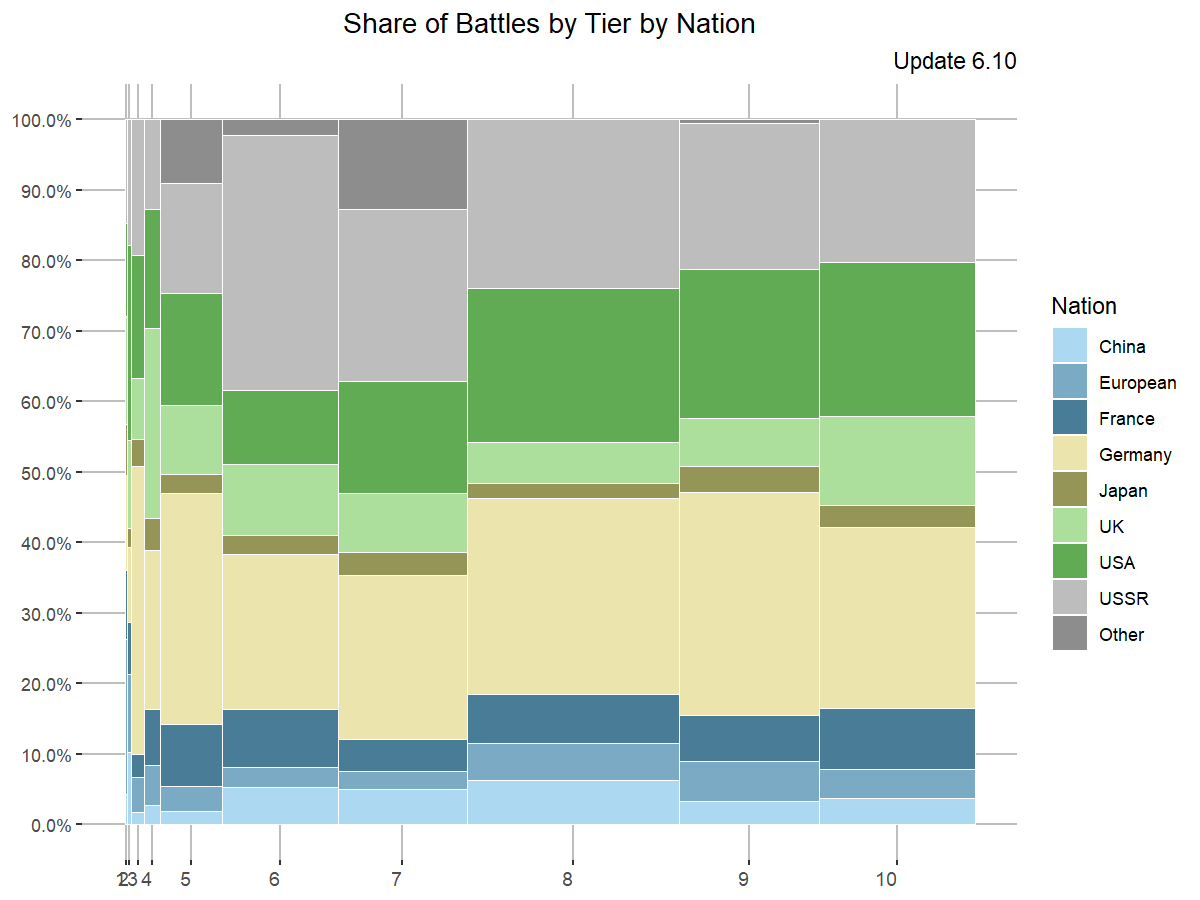 Share of Battles by Tier by Nation
Update 6.10
100.0%
90.0%
80.0%
70.0%
60.0%
50.0%
40.0%
30.0%
20.0%
10.0%
0.0%
1 2 3 4 5 6 7 8 9 10
Nation
China
European
France
Germany
Japan
UK
USA
USSR
Other